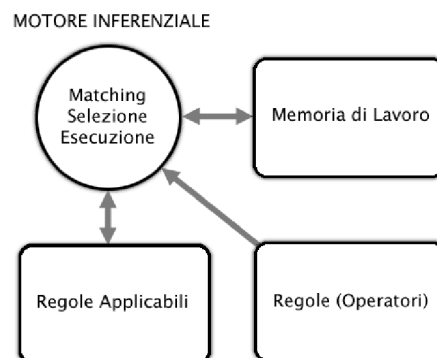 MOTORE INFERENZIALE
Matching
Selezione
Esecuzione
Memoria di Lavoro
Regole Applicabili
Regole (Operatori)